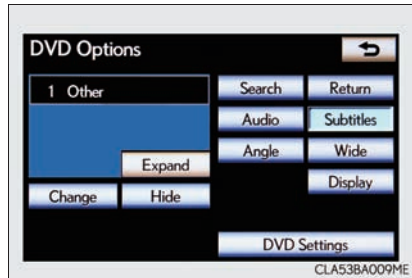 DVD Options
1 Other
Search Return
Audio Subtitles
Expand Angle Wide
Change Hide Display
DVD Settings
CLA53BA009ME